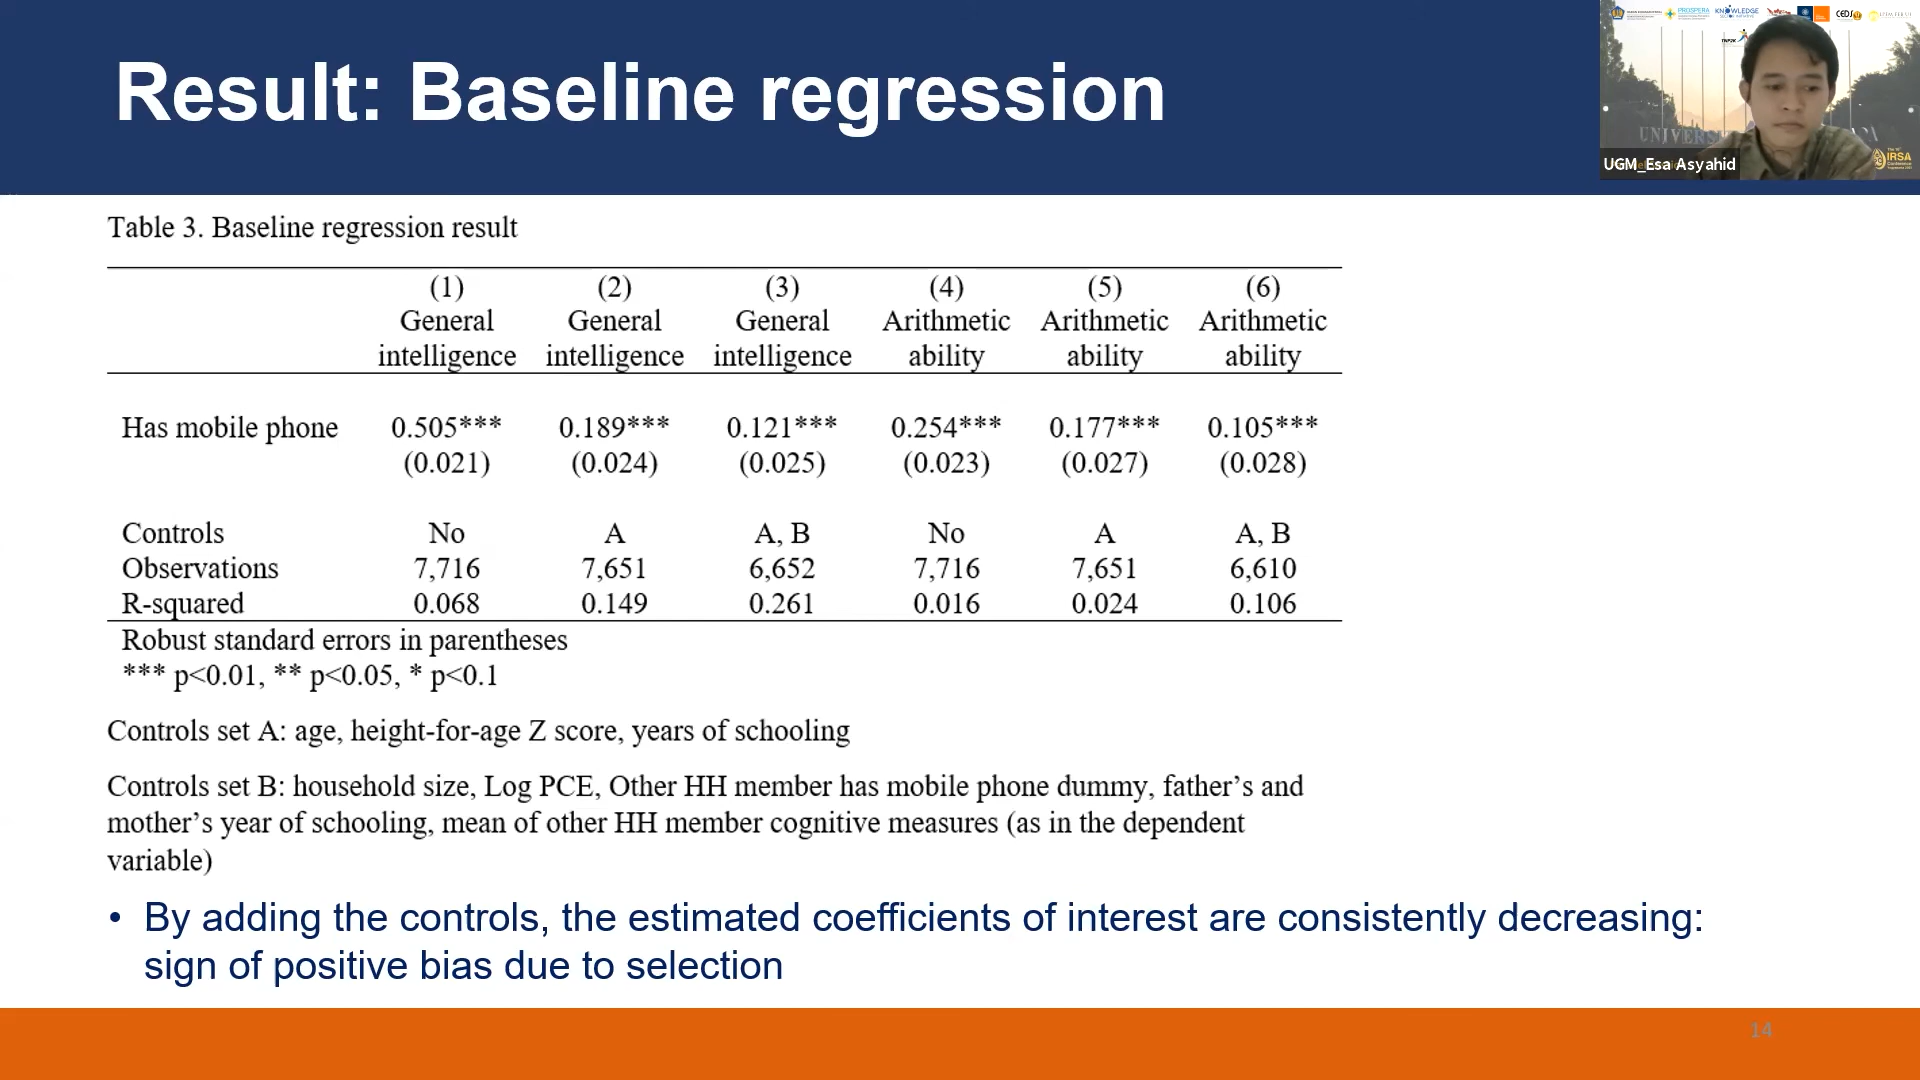 Result: Baseline regression
PROSPERA
KNOWLEDGE
CEDS
UNIVERS
UGM_Esa Asyahid
IRSA
Table 3. Baseline regression result
(1) (2) (3) (4) (5) (6)
General General General Arithmetic Arithmetic Arithmetic
intelligence intelligence intelligence ability ability ability
Has mobile phone 0.505*** 0.189*** 0.121*** 0.254*** 0.177*** 0.105***
(0.021) (0.024) (0.025) (0.023) (0.027) (0.028)
Controls No A A, B No A A, B
Observations 7,716 7,651 6,652 7,716 7,651 6,610
R-squared 0.068 0.149 0.261 0.016 0.024 0.106
Robust standard errors in parentheses
*** p<0.01, ** p<0.05, * p<0.1
Controls set A: age, height-for-age Z score, years of schooling
Controls set B: household size, Log PCE, Other HH member has mobile phone dummy, father’s and
mother’s year of schooling, mean of other HH member cognitive measures (as in the dependent
variable)
• By adding the controls, the estimated coefficients of interest are consistently decreasing:
sign of positive bias due to selection
14